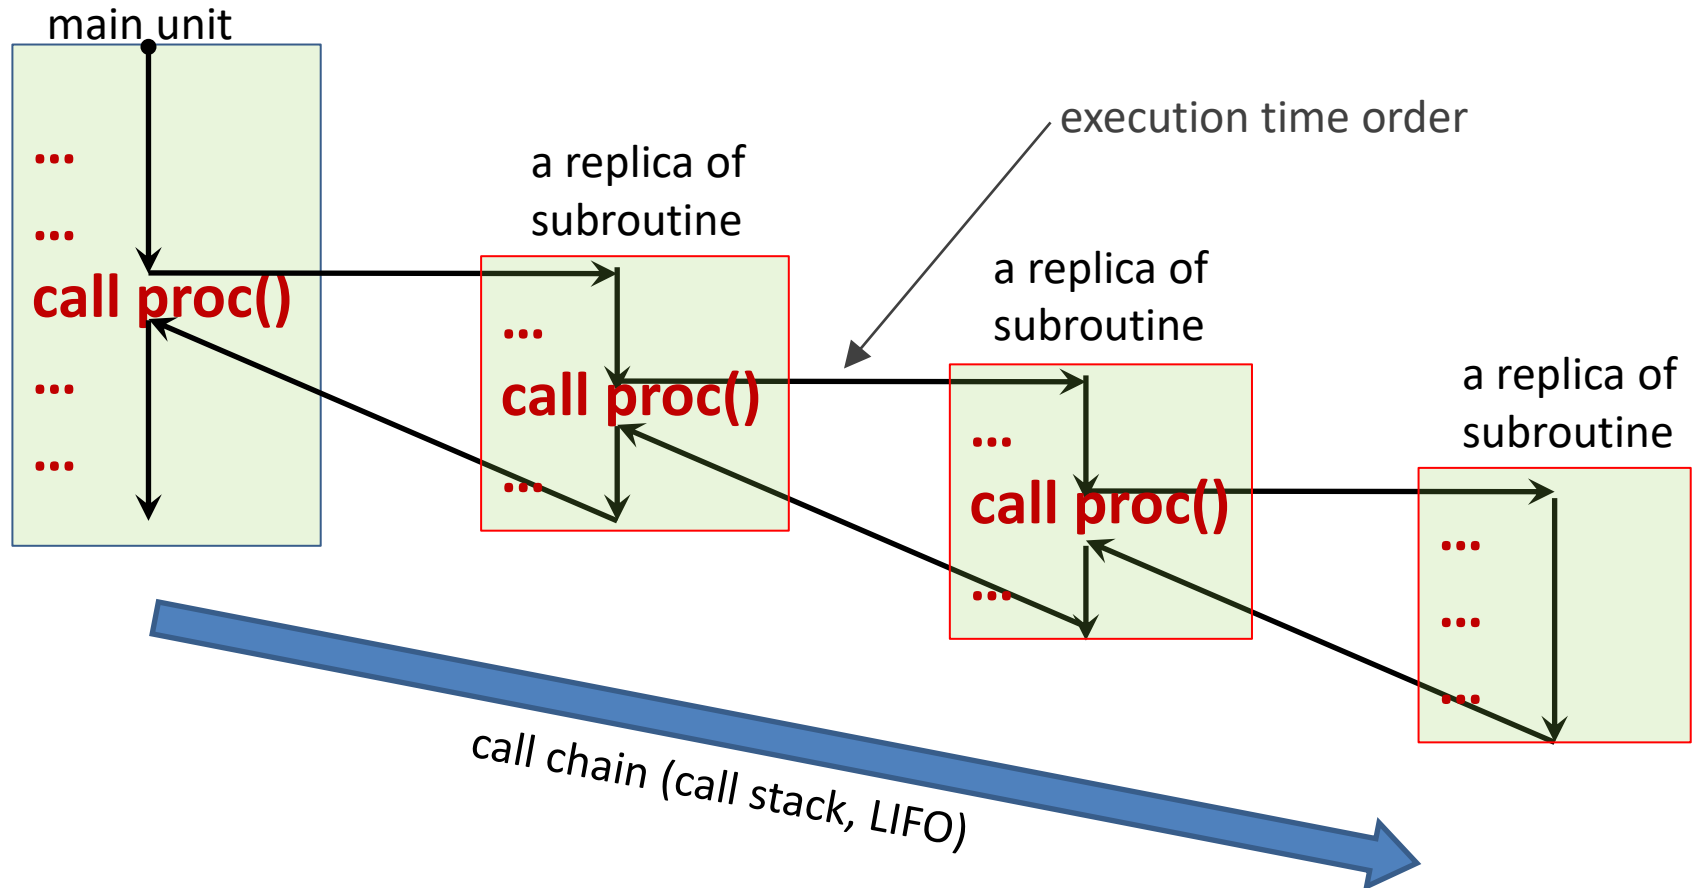 main unit
...
...
call proc()
...
...
a replica of
subroutine
...
call proc()
...
execution time order
a replica of
subroutine
...
call proc()
...
a replica of
subroutine
...
...
...
call chain (call stack, LIFO)